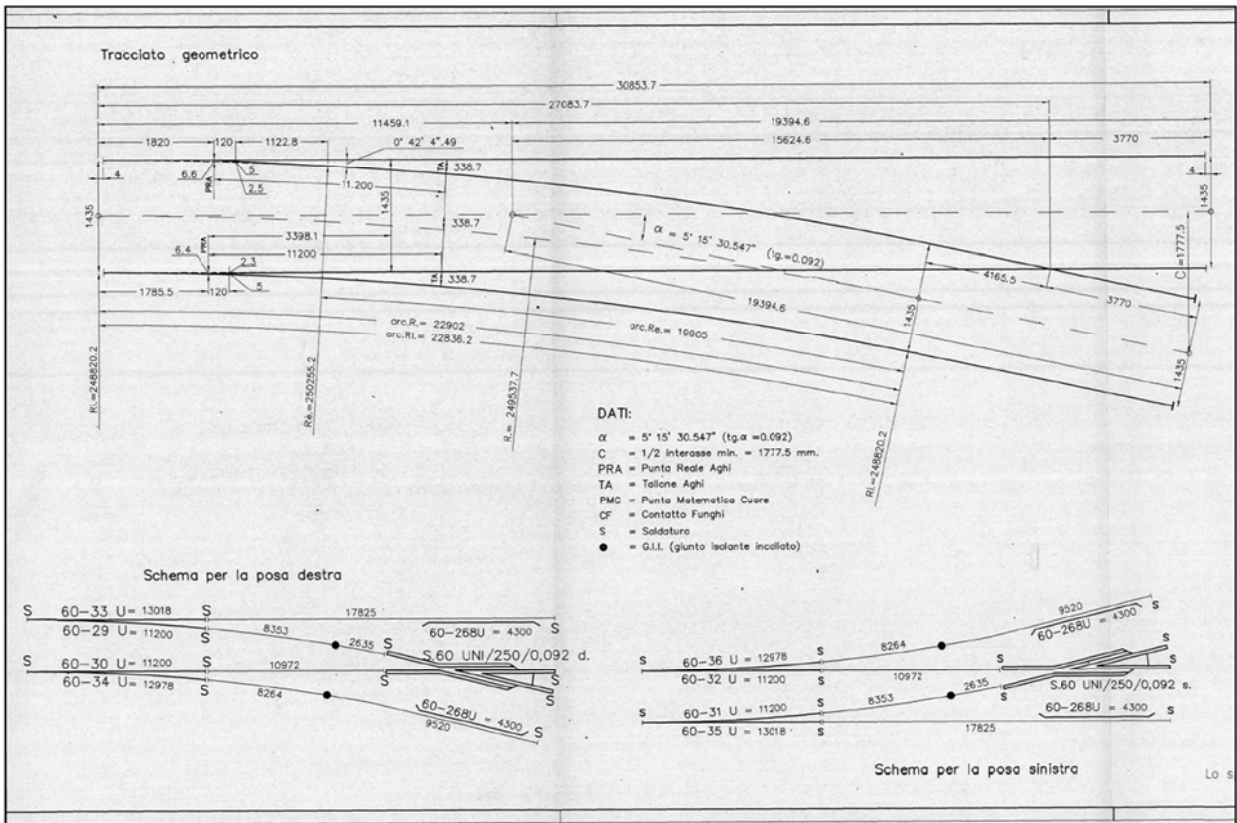 Tracciato geometrico
30853.7
27083.7
11459.1
19394.6
1820
120
1122.8
0° 42' 4".49
15624.6
3770
4
6.6
PRA
5
2.5
11.200
TA
338.7
1435
4
1435
1435
338.7
3398.1
11200
6.4
PRA
2.3
5
TA
338.7
α = 5° 15' 30.547"
(tg.=0.092)
C =1777.5
1785.5
120
4165.5
3770
19394.6
1435
1435
arc.R.= 22902
arc.RI.= 22836.2
arc.Re.= 19905
RI.=248820.2
Re.=250255.2
R.= 249537.7
RI.=248820.2
DATI:
α = 5° 15' 30.547" (tg.α =0.092)
C = 1/2 interasse min. = 1777.5 mm.
PRA = Punta Reale Aghi
TA = Tallone Aghi
PMC - Punta Matematica Cuore
CF = Contatto Funghi
S = Saldatura
● = G.I.I. (giunto isolante incollato)
Schema per la posa destra
S 60-33 U= 13018 S 17825
60-29 U= 11200 S 8353 2635 S 60-268U = 4300 S
S.60 UNI/250/0,092 d.
S 60-30 U= 11200 S 10972 S S
60-34 U= 12978 S 8264 60-268U = 4300 S
9520 S
9520 S
60-268U = 4300
8264 S
S 60-36 U= 12978 S 10972 S S
60-32 U= 11200 S 8353 2635 S S.60 UNI/250/0,092 s.
S 60-31 U= 11200 S 60-268U = 4300 S
60-35 U= 13018 S 17825
Schema per la posa sinistra
Lo s